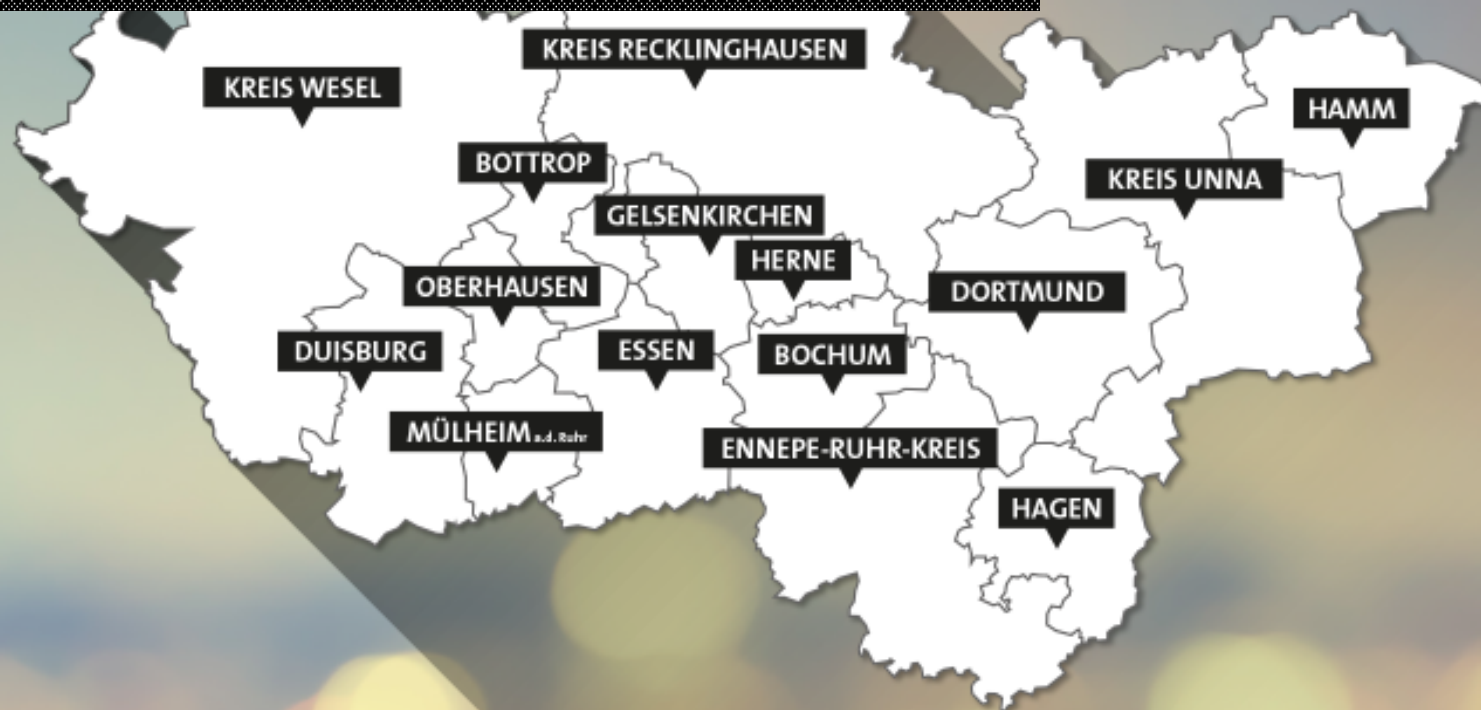 KREIS RECKLINGHAUSEN
KREIS WESEL
HAMM
BOTTROP
KREIS UNNA
GELSENKIRCHEN
HERNE
OBERHAUSEN
DORTMUND
DUISBURG
ESSEN
BOCHUM
MÜLHEIM a.d.Ruhr
ENNEPE-RUHR-KREIS
HAGEN